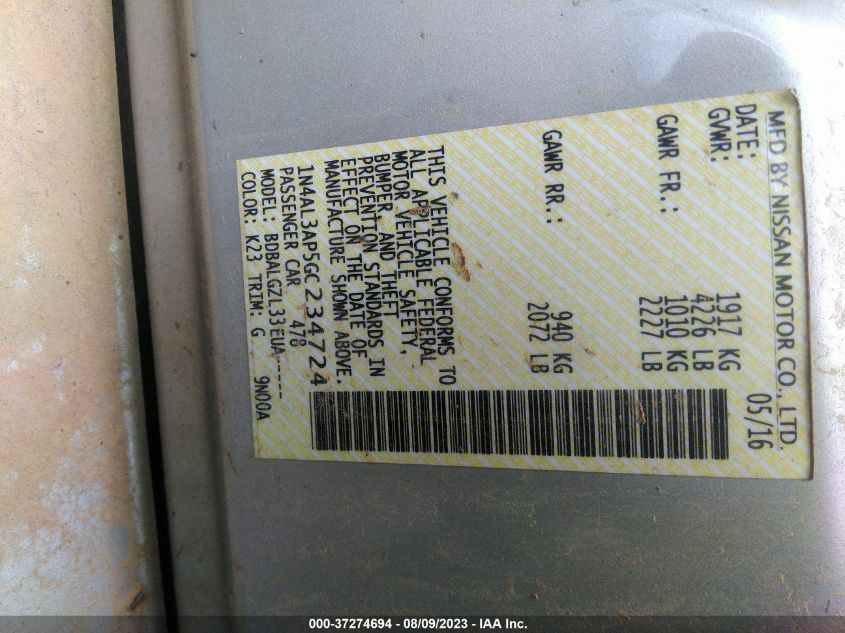 MFD BY NISSAN MOTOR CO., LTD.
DATE: 05/16
GVWR: 1917 KG
4226 LB
GAWR FR.: 1010 KG
2227 LB
GAWR RR.: 940 KG
2072 LB
THIS VEHICLE CONFORMS TO
ALL APPLICABLE FEDERAL
MOTOR VEHICLE SAFETY,
BUMPER, AND THEFT
PREVENTION STANDARDS IN
EFFECT ON THE DATE OF
MANUFACTURE SHOWN ABOVE.
1N4AL3AP5GC234724
PASSENGER CAR 478
MODEL: BDBALGZL33EUA-----
COLOR: K23 TRIM: G 9N00A
000-37274694 - 08/09/2023 - IAA Inc.